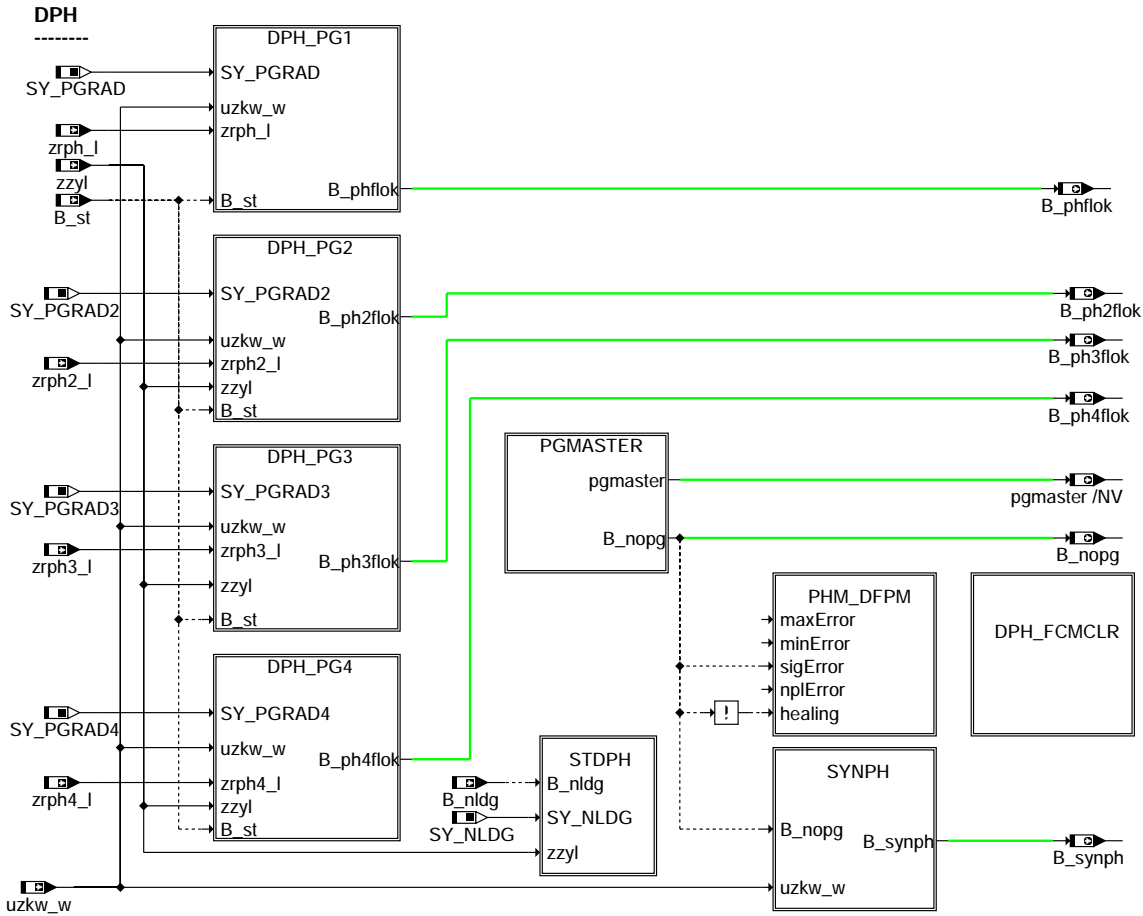 DPH
--------
DPH_PG1
SY_PGRAD
SY_PGRAD
uzkw_w
zrph_l
zrph_l
zzyl
B_phflok
B_st
B_st
B_phflok
DPH_PG2
SY_PGRAD2
SY_PGRAD2
B_ph2flok
B_ph2flok
uzkw_w
zrph2_l
zrph2_l
zzyl
B_st
B_ph3flok
B_ph4flok
DPH_PG3
SY_PGRAD3
SY_PGRAD3
uzkw_w
zrph3_l
zrph3_l
B_ph3flok
zzyl
B_st
PGMASTER
pgmaster
pgmaster /NV
B_nopg
B_nopg
PHM_DFPM
maxError
minError
sigError
nplError
!
healing
DPH_FCMCLR
DPH_PG4
SY_PGRAD4
SY_PGRAD4
uzkw_w
B_ph4flok
zrph4_l
zrph4_l
zzyl
B_st
STDPH
B_nldg
B_nldg
SY_NLDG
SY_NLDG
zzyl
SYNPH
B_nopg
B_synph
B_synph
uzkw_w
uzkw_w